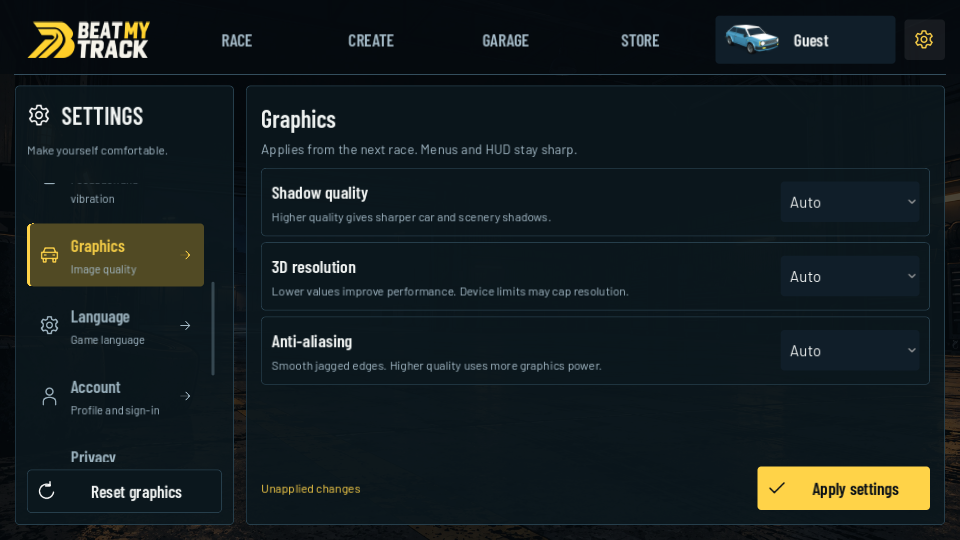 BEATMY
TRACK
RACE
CREATE
GARAGE
STORE
Guest
SETTINGS
Make yourself comfortable.
vibration
Graphics
Image quality
Language
Game language
Account
Profile and sign-in
Privacy
Reset graphics
Graphics
Applies from the next race. Menus and HUD stay sharp.
Shadow quality
Higher quality gives sharper car and scenery shadows.
Auto
3D resolution
Lower values improve performance. Device limits may cap resolution.
Auto
Anti-aliasing
Smooth jagged edges. Higher quality uses more graphics power.
Auto
Unapplied changes
Apply settings